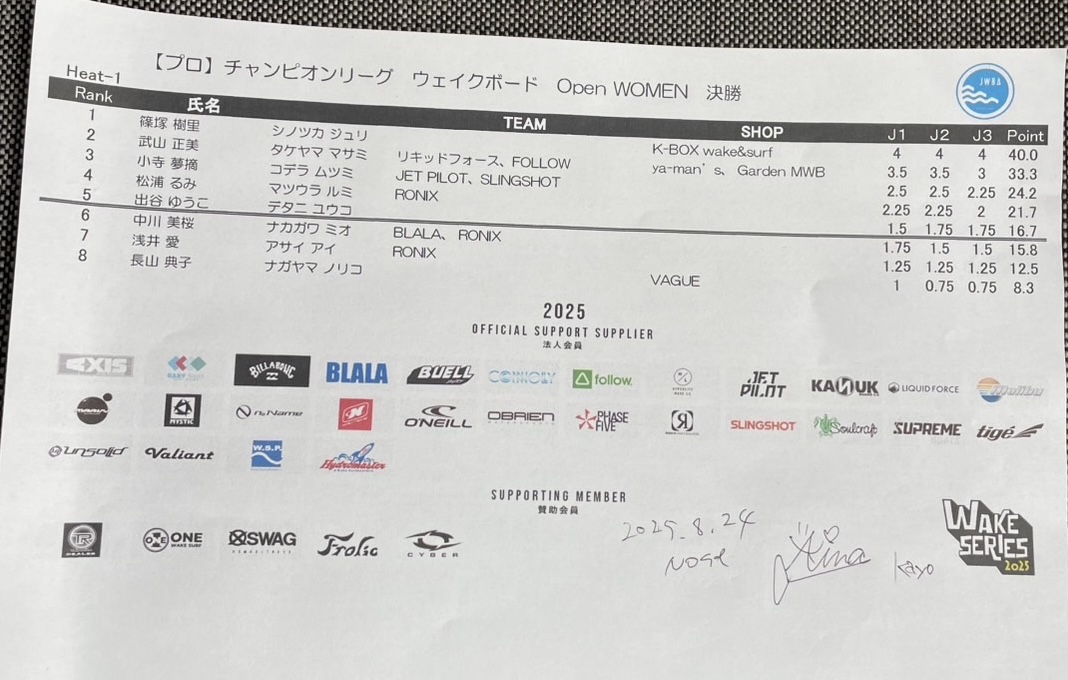 【プロ】チャンピオンリーグ ウェイクボード Open WOMEN 決勝
JWBA
Heat-1
Rank 氏名 TEAM SHOP J1 J2 J3 Point
1 篠塚 樹里 シノツカ ジュリ K-BOX wake&surf 4 4 4 40.0
2 武山 正美 タケヤマ マサミ リキッドフォース、FOLLOW ya-man's、Garden MWB 3.5 3.5 3 33.3
3 小寺 夢摘 コデラ ムツミ JET PILOT、SLINGSHOT 2.5 2.5 2.25 24.2
4 松浦 るみ マツウラ ルミ RONIX 2.25 2.25 2 21.7
5 出谷 ゆうこ デタニ ユウコ 1.5 1.75 1.75 16.7
6 中川 美桜 ナカガワ ミオ BLALA、RONIX 1.75 1.5 1.5 15.8
7 浅井 愛 アサイ アイ RONIX 1.25 1.25 1.25 12.5
8 長山 典子 ナガヤマ ノリコ VAGUE 1 0.75 0.75 8.3
2025
OFFICIAL SUPPORT SUPPLIER
法人会員
AXIS BILLABONG BLALA BUELL follow. JET PILOT KANUK LIQUID FORCE Malibu
MYSTIC NoName O'NEILL OBRIEN PHASE FIVE SLINGSHOT Soulcraft SUPREME tigé
unsolid Valiant W.S.P. Hydromaster
SUPPORTING MEMBER
賛助会員
ONE SWAG Frolic CYBER
2025.8.24
Kayo
WAKE SERIES 2025